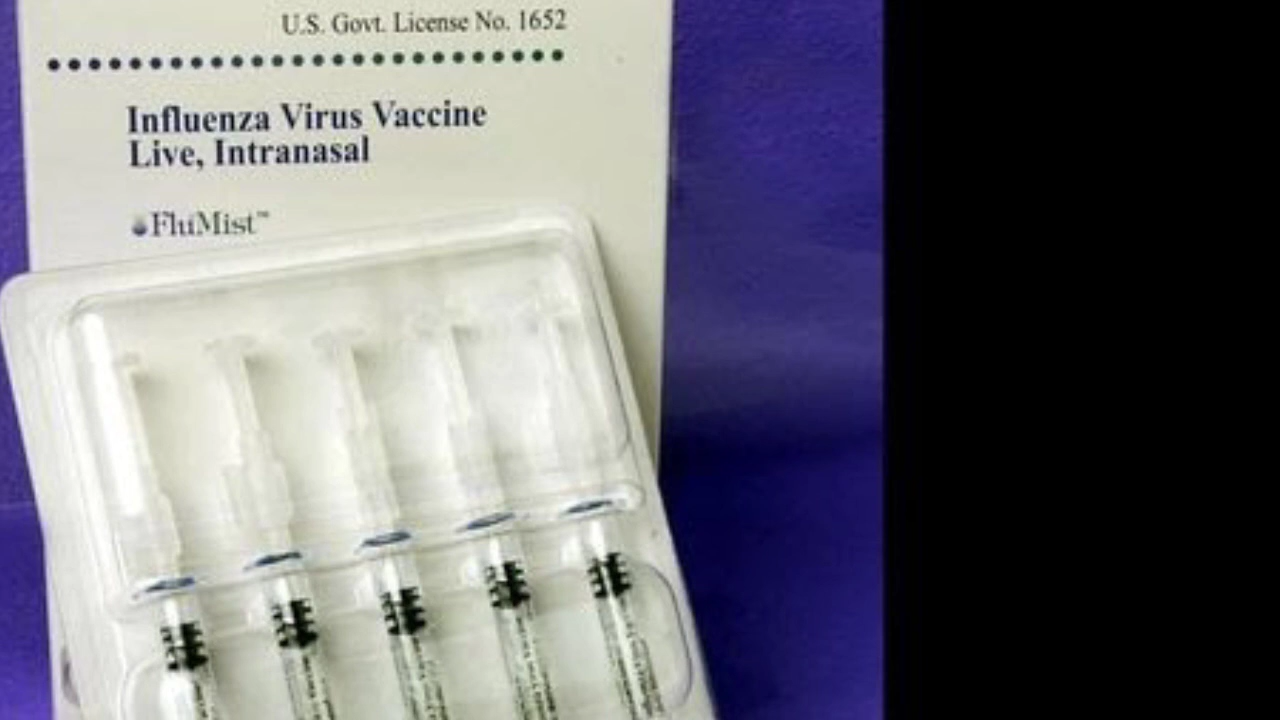 U.S. Govt. License No. 1652
Influenza Virus Vaccine
Live, Intranasal
FluMist™